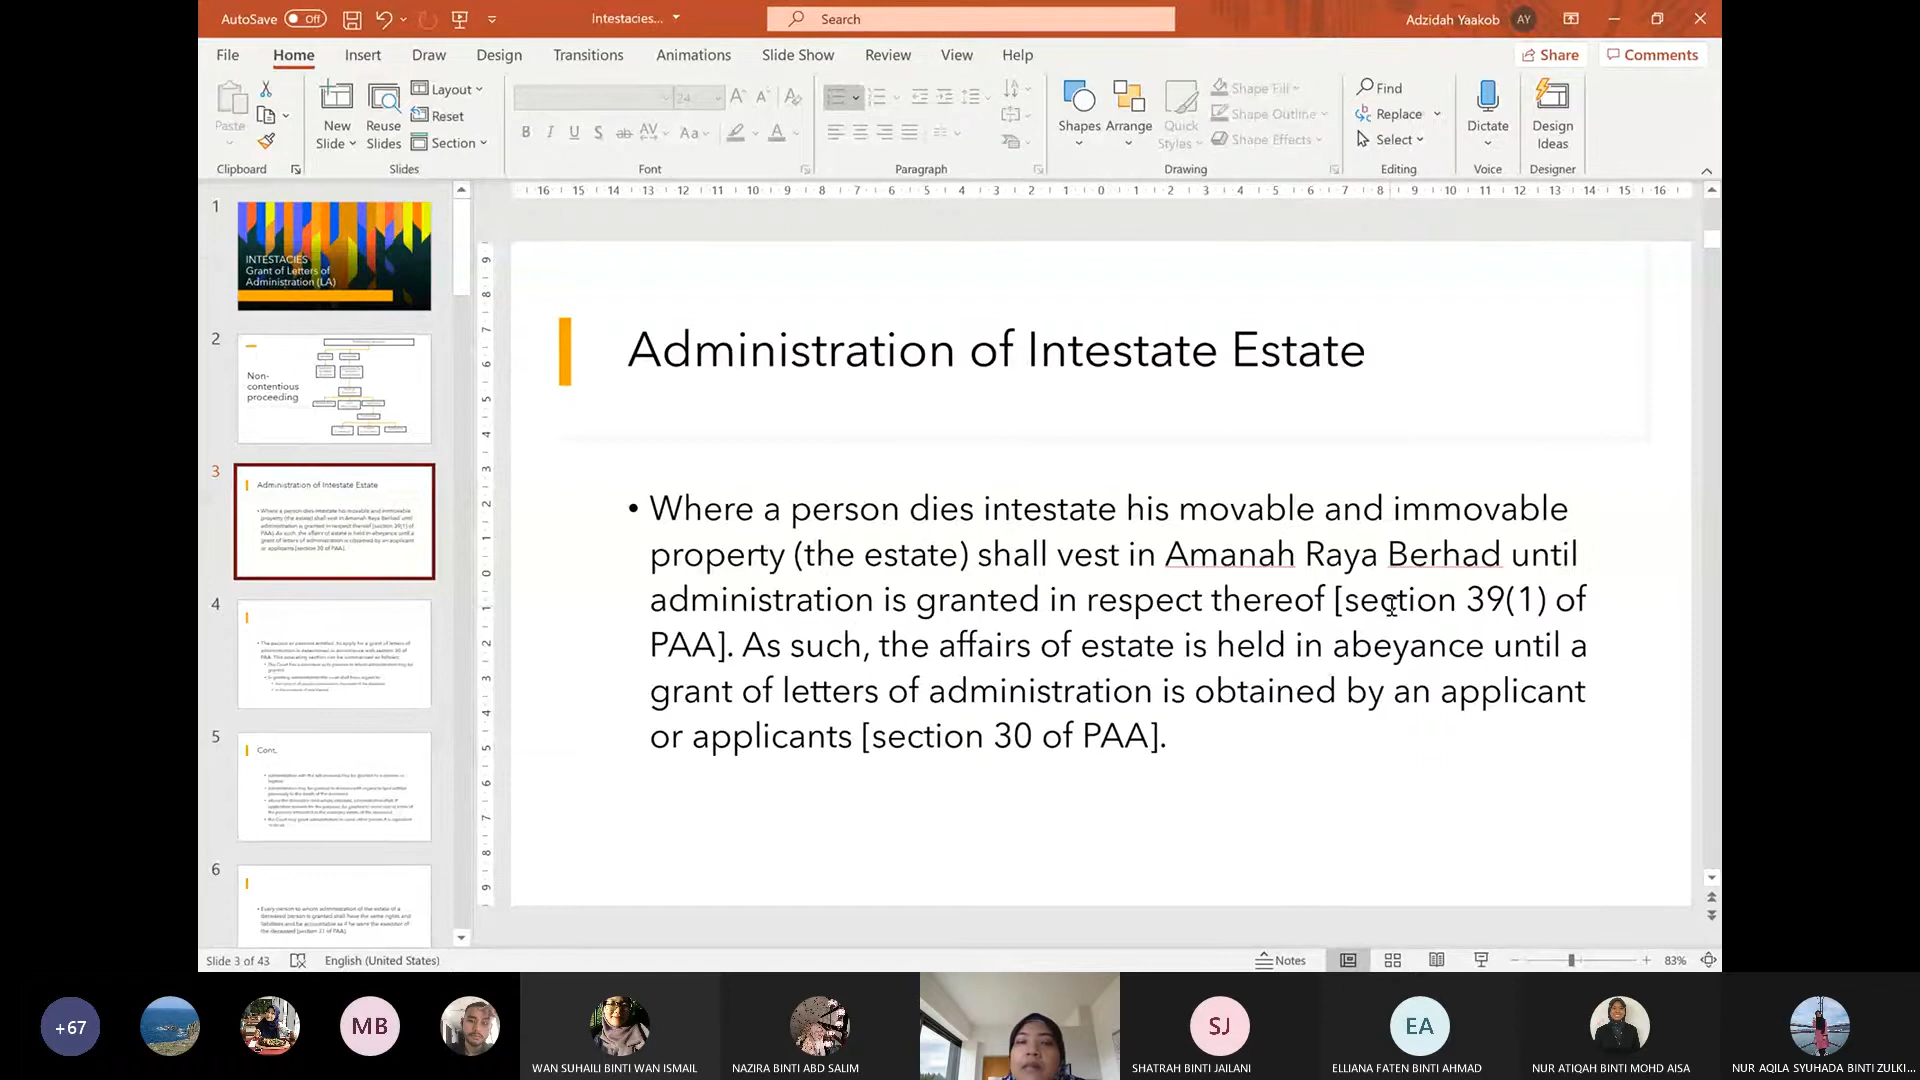 AutoSave Off
Intestacies...
Search
Adzidah Yaakob AY
File Home Insert Draw Design Transitions Animations Slide Show Review View Help Share Comments
Paste
New Slide
Reuse Slides
Layout
Reset
Section
24
Shapes
Arrange
Quick Styles
Shape Fill
Shape Outline
Shape Effects
Find
Replace
Select
Dictate
Design Ideas
Clipboard Slides Font Paragraph Drawing Editing Voice Designer
1
INTESTACIES
Grant of Letters of
Administration (LA)
2
Non-
contentious
proceeding
3
Administration of Intestate Estate
4
5
Cont.
6
Administration of Intestate Estate
• Where a person dies intestate his movable and immovable
property (the estate) shall vest in Amanah Raya Berhad until
administration is granted in respect thereof [section 39(1) of
PAA]. As such, the affairs of estate is held in abeyance until a
grant of letters of administration is obtained by an applicant
or applicants [section 30 of PAA].
Slide 3 of 43 English (United States) Notes 83%
+67
MB
WAN SUHAILI BINTI WAN ISMAIL
NAZIRA BINTI ABD SALIM
SJ
SHATRAH BINTI JAILANI
EA
ELLIANA FATEN BINTI AHMAD
NUR ATIQAH BINTI MOHD AISA
NUR AQILA SYUHADA BINTI ZULKI...